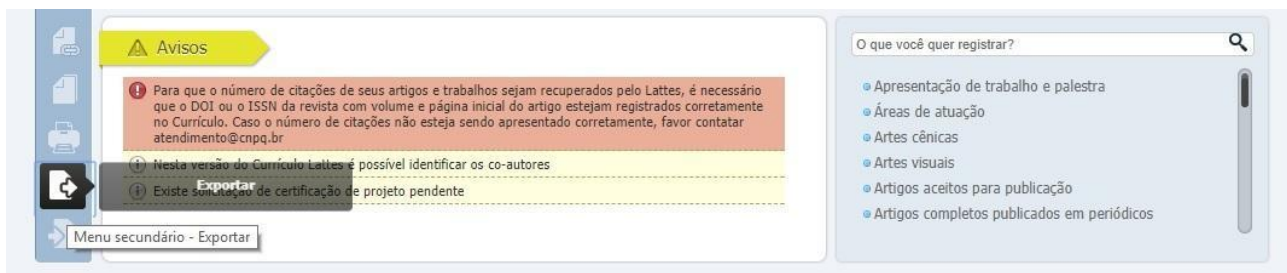 Avisos
Para que o número de citações de seus artigos e trabalhos sejam recuperados pelo Lattes, é necessário
que o DOI ou o ISSN da revista com volume e página inicial do artigo estejam registrados corretamente
no Currículo. Caso o número de citações não esteja sendo apresentado corretamente, favor contatar
atendimento@cnpq.br
Nesta versão do Currículo Lattes é possível identificar os co-autores
Existe solicitação de certificação de projeto pendente
Exportar
Menu secundário - Exportar
O que você quer registrar?
Apresentação de trabalho e palestra
Áreas de atuação
Artes cênicas
Artes visuais
Artigos aceitos para publicação
Artigos completos publicados em periódicos